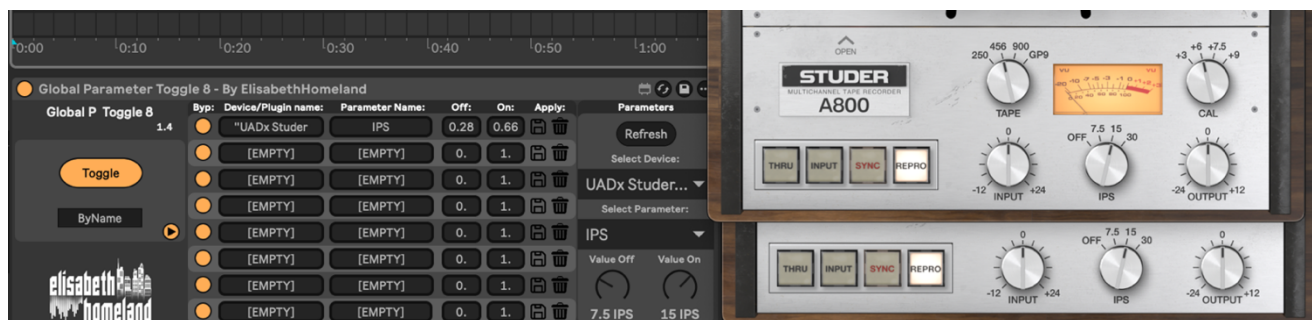 0:00 0:10 0:20 0:30 0:40 0:50 1:00
Global Parameter Toggle 8 - By ElisabethHomeland
Global P Toggle 8
1.4
Toggle
ByName
elisabeth
homeland
Byp: Device/Plugin name: Parameter Name: Off: On: Apply:
"UADx Studer IPS 0.28 0.66
[EMPTY] [EMPTY] 0. 1.
[EMPTY] [EMPTY] 0. 1.
[EMPTY] [EMPTY] 0. 1.
[EMPTY] [EMPTY] 0. 1.
[EMPTY] [EMPTY] 0. 1.
[EMPTY] [EMPTY] 0. 1.
[EMPTY] [EMPTY] 0. 1.
Parameters
Refresh
Select Device:
UADx Studer...
Select Parameter:
IPS
Value Off Value On
7.5 IPS 15 IPS
OPEN
STUDER
MULTICHANNEL TAPE RECORDER
A800
250 456 900 GP9
TAPE
VU VU
+3 +6 +7.5 +9
CAL
THRU INPUT SYNC REPRO
0
-12 INPUT +24
OFF 7.5 15 30
IPS
0
-24 OUTPUT +12
THRU INPUT SYNC REPRO
0
-12 INPUT +24
OFF 7.5 15 30
IPS
0
-24 OUTPUT +12